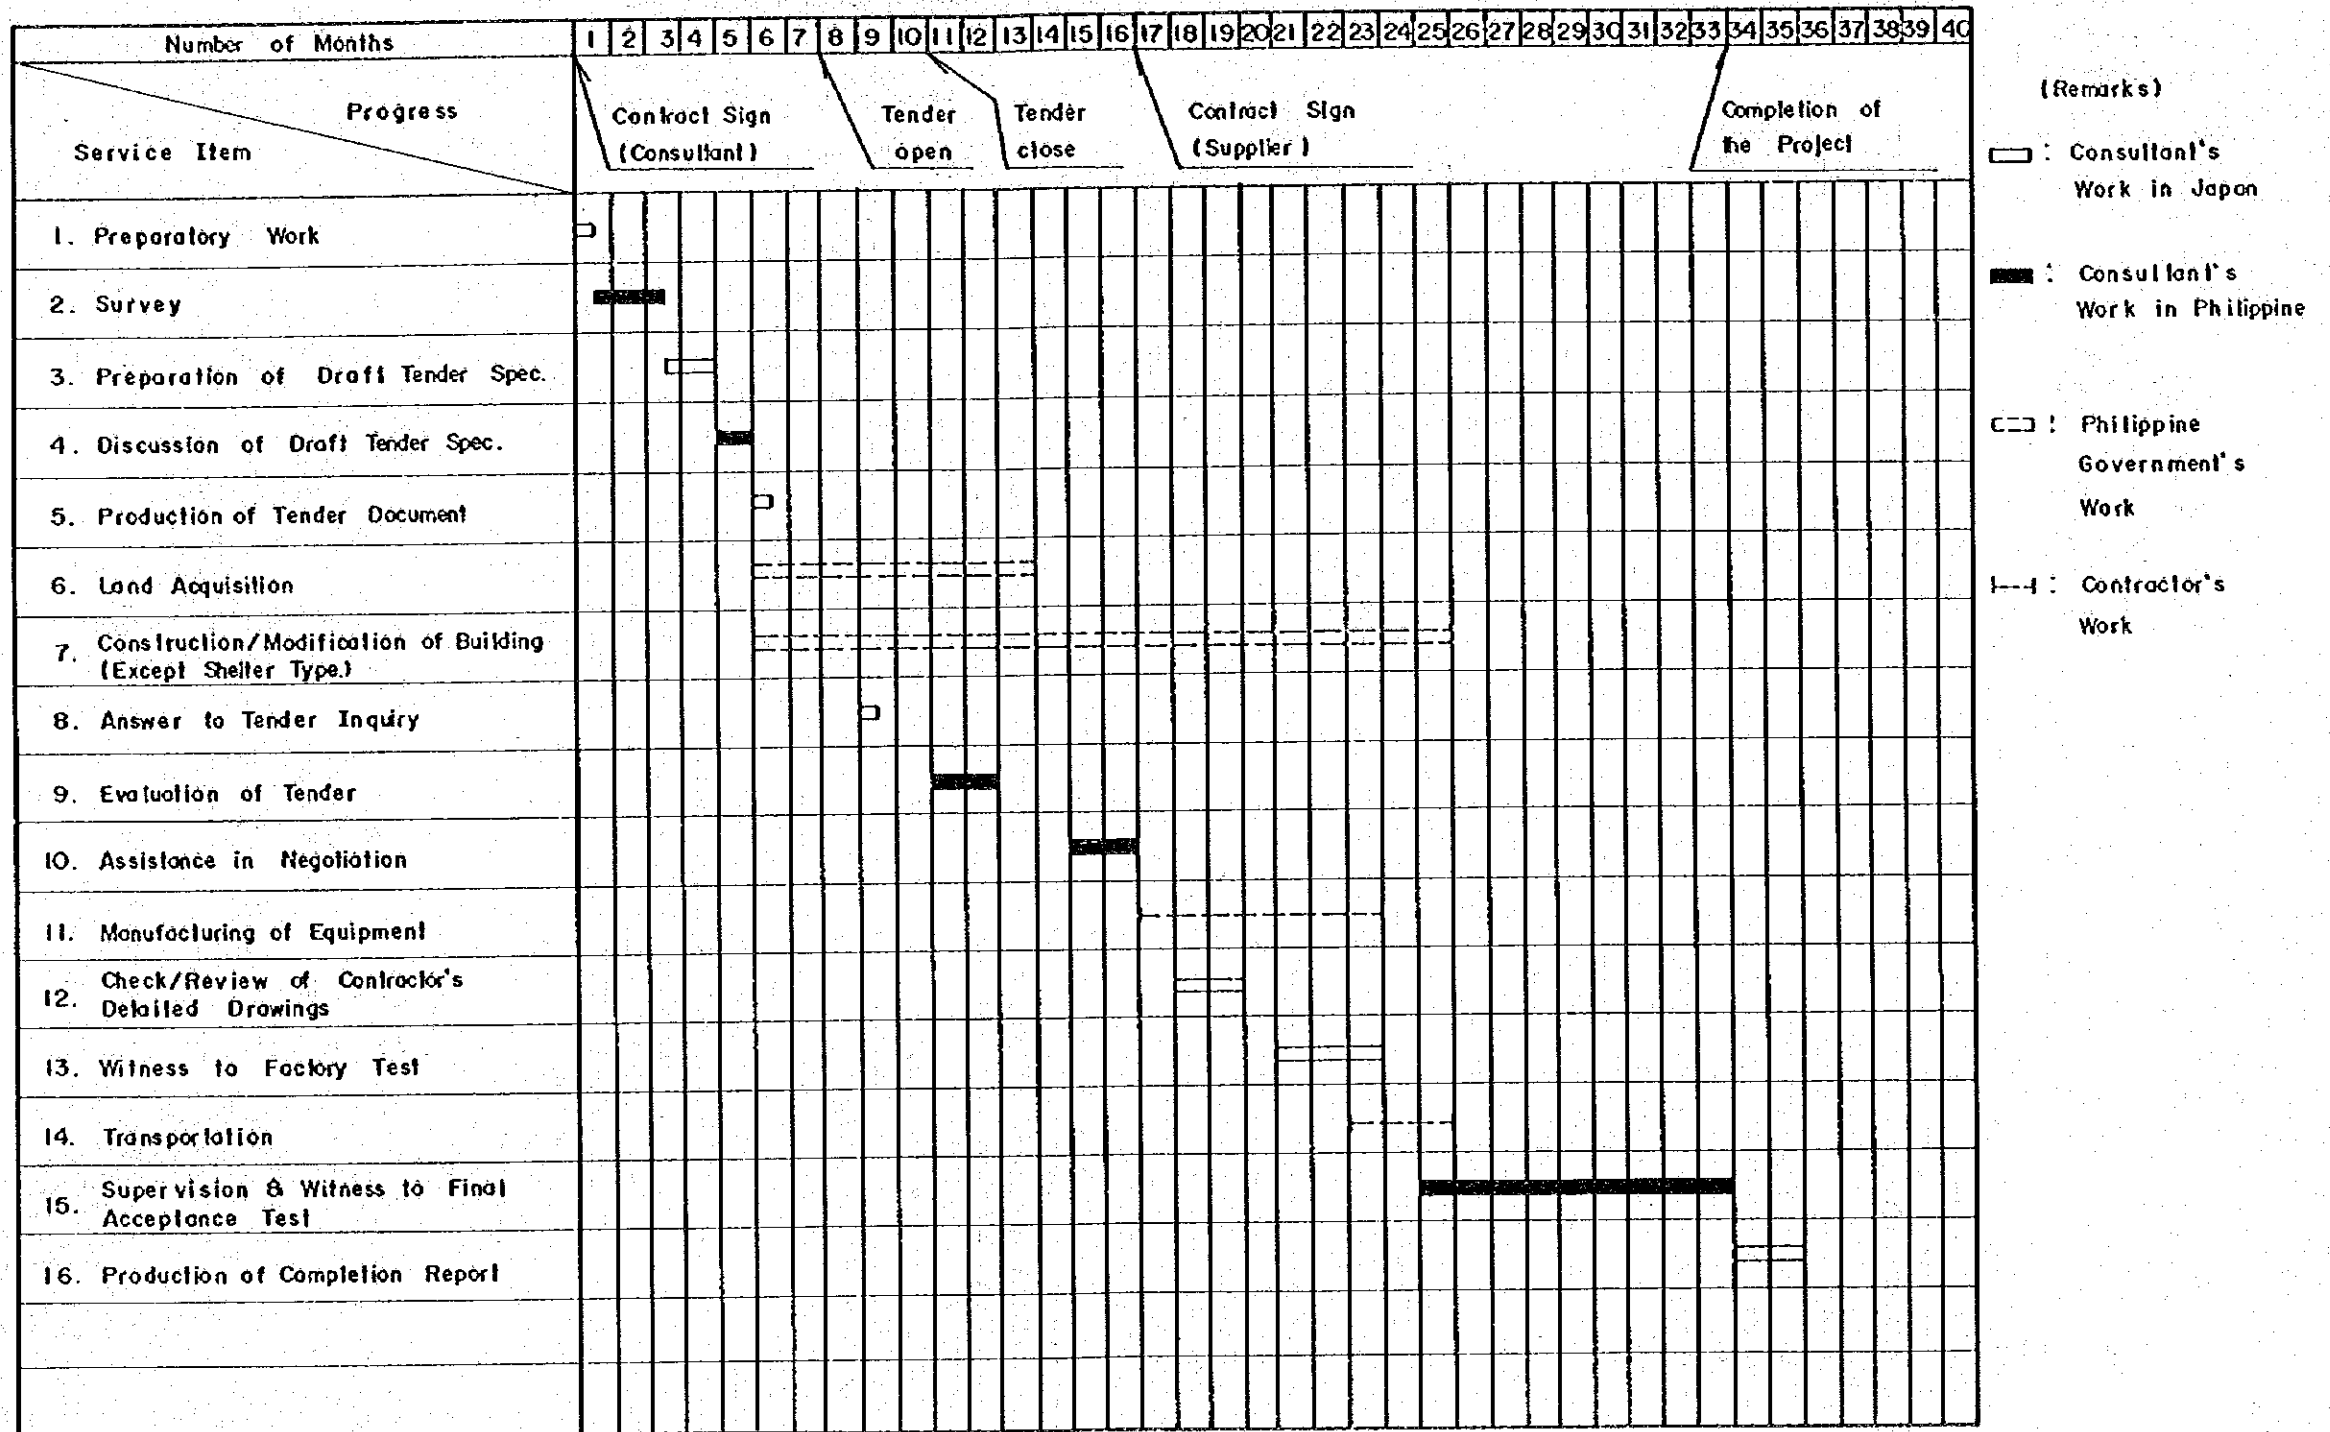 Number of Months 1 2 3 4 5 6 7 8 9 10 11 12 13 14 15 16 17 18 19 20 21 22 23 24 25 26 27 28 29 30 31 32 33 34 35 36 37 38 39 40
Progress
Service Item
Contract Sign
(Consultant)
Tender
open
Tender
close
Contract Sign
(Supplier)
Completion of
the Project
1. Preparatory Work
2. Survey
3. Preparation of Draft Tender Spec.
4. Discussion of Draft Tender Spec.
5. Production of Tender Document
6. Land Acquisition
7. Construction/Modification of Building
(Except Shelter Type.)
8. Answer to Tender Inquiry
9. Evaluation of Tender
10. Assistance in Negotiation
11. Manufacturing of Equipment
12. Check/Review of Contractor's
Detailed Drawings
13. Witness to Factory Test
14. Transportation
15. Supervision & Witness to Final
Acceptance Test
16. Production of Completion Report
(Remarks)
: Consultant's
Work in Japan
: Consultant's
Work in Philippine
: Philippine
Government's
Work
: Contractor's
Work